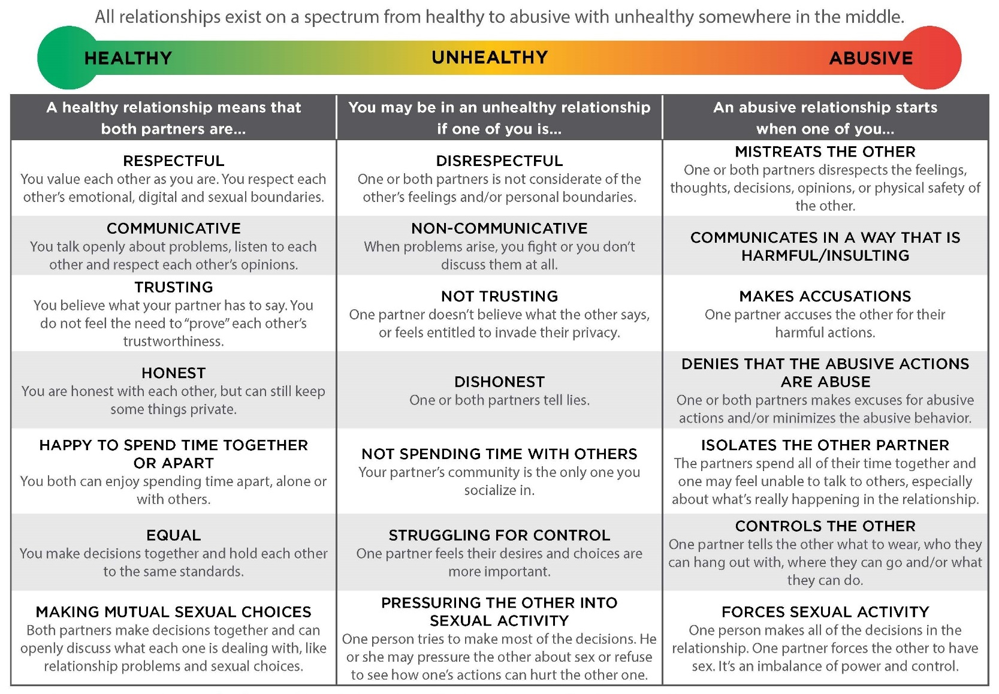 All relationships exist on a spectrum from healthy to abusive with unhealthy somewhere in the middle.
HEALTHY
UNHEALTHY
ABUSIVE
A healthy relationship means that
both partners are...
You may be in an unhealthy relationship
if one of you is...
An abusive relationship starts
when one of you...
RESPECTFUL
You value each other as you are. You respect each
other's emotional, digital and sexual boundaries.
DISRESPECTFUL
One or both partners is not considerate of the
other's feelings and/or personal boundaries.
MISTREATS THE OTHER
One or both partners disrespects the feelings,
thoughts, decisions, opinions, or physical safety of
the other.
COMMUNICATIVE
You talk openly about problems, listen to each
other and respect each other's opinions.
NON-COMMUNICATIVE
When problems arise, you fight or you don't
discuss them at all.
COMMUNICATES IN A WAY THAT IS
HARMFUL/INSULTING
TRUSTING
You believe what your partner has to say. You
do not feel the need to "prove" each other's
trustworthiness.
NOT TRUSTING
One partner doesn't believe what the other says,
or feels entitled to invade their privacy.
MAKES ACCUSATIONS
One partner accuses the other for their
harmful actions.
HONEST
You are honest with each other, but can still keep
some things private.
DISHONEST
One or both partners tell lies.
DENIES THAT THE ABUSIVE ACTIONS
ARE ABUSE
One or both partners makes excuses for abusive
actions and/or minimizes the abusive behavior.
HAPPY TO SPEND TIME TOGETHER
OR APART
You both can enjoy spending time apart, alone or
with others.
NOT SPENDING TIME WITH OTHERS
Your partner's community is the only one you
socialize in.
ISOLATES THE OTHER PARTNER
The partners spend all of their time together and
one may feel unable to talk to others, especially
about what's really happening in the relationship.
EQUAL
You make decisions together and hold each other
to the same standards.
STRUGGLING FOR CONTROL
One partner feels their desires and choices are
more important.
CONTROLS THE OTHER
One partner tells the other what to wear, who they
can hang out with, where they can go and/or what
they can do.
MAKING MUTUAL SEXUAL CHOICES
Both partners make decisions together and can
openly discuss what each one is dealing with, like
relationship problems and sexual choices.
PRESSURING THE OTHER INTO
SEXUAL ACTIVITY
One person tries to make most of the decisions. He
or she may pressure the other about sex or refuse
to see how one's actions can hurt the other one.
FORCES SEXUAL ACTIVITY
One person makes all of the decisions in the
relationship. One partner forces the other to have
sex. It's an imbalance of power and control.